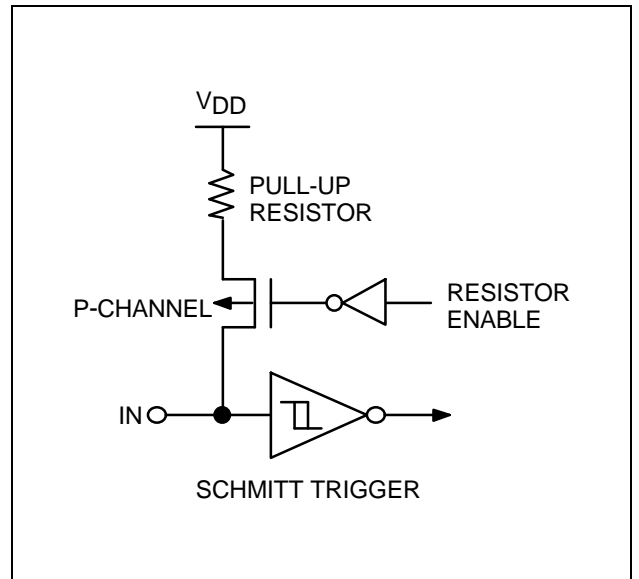 VDD
PULL-UP
RESISTOR
P-CHANNEL
RESISTOR
ENABLE
IN
SCHMITT TRIGGER